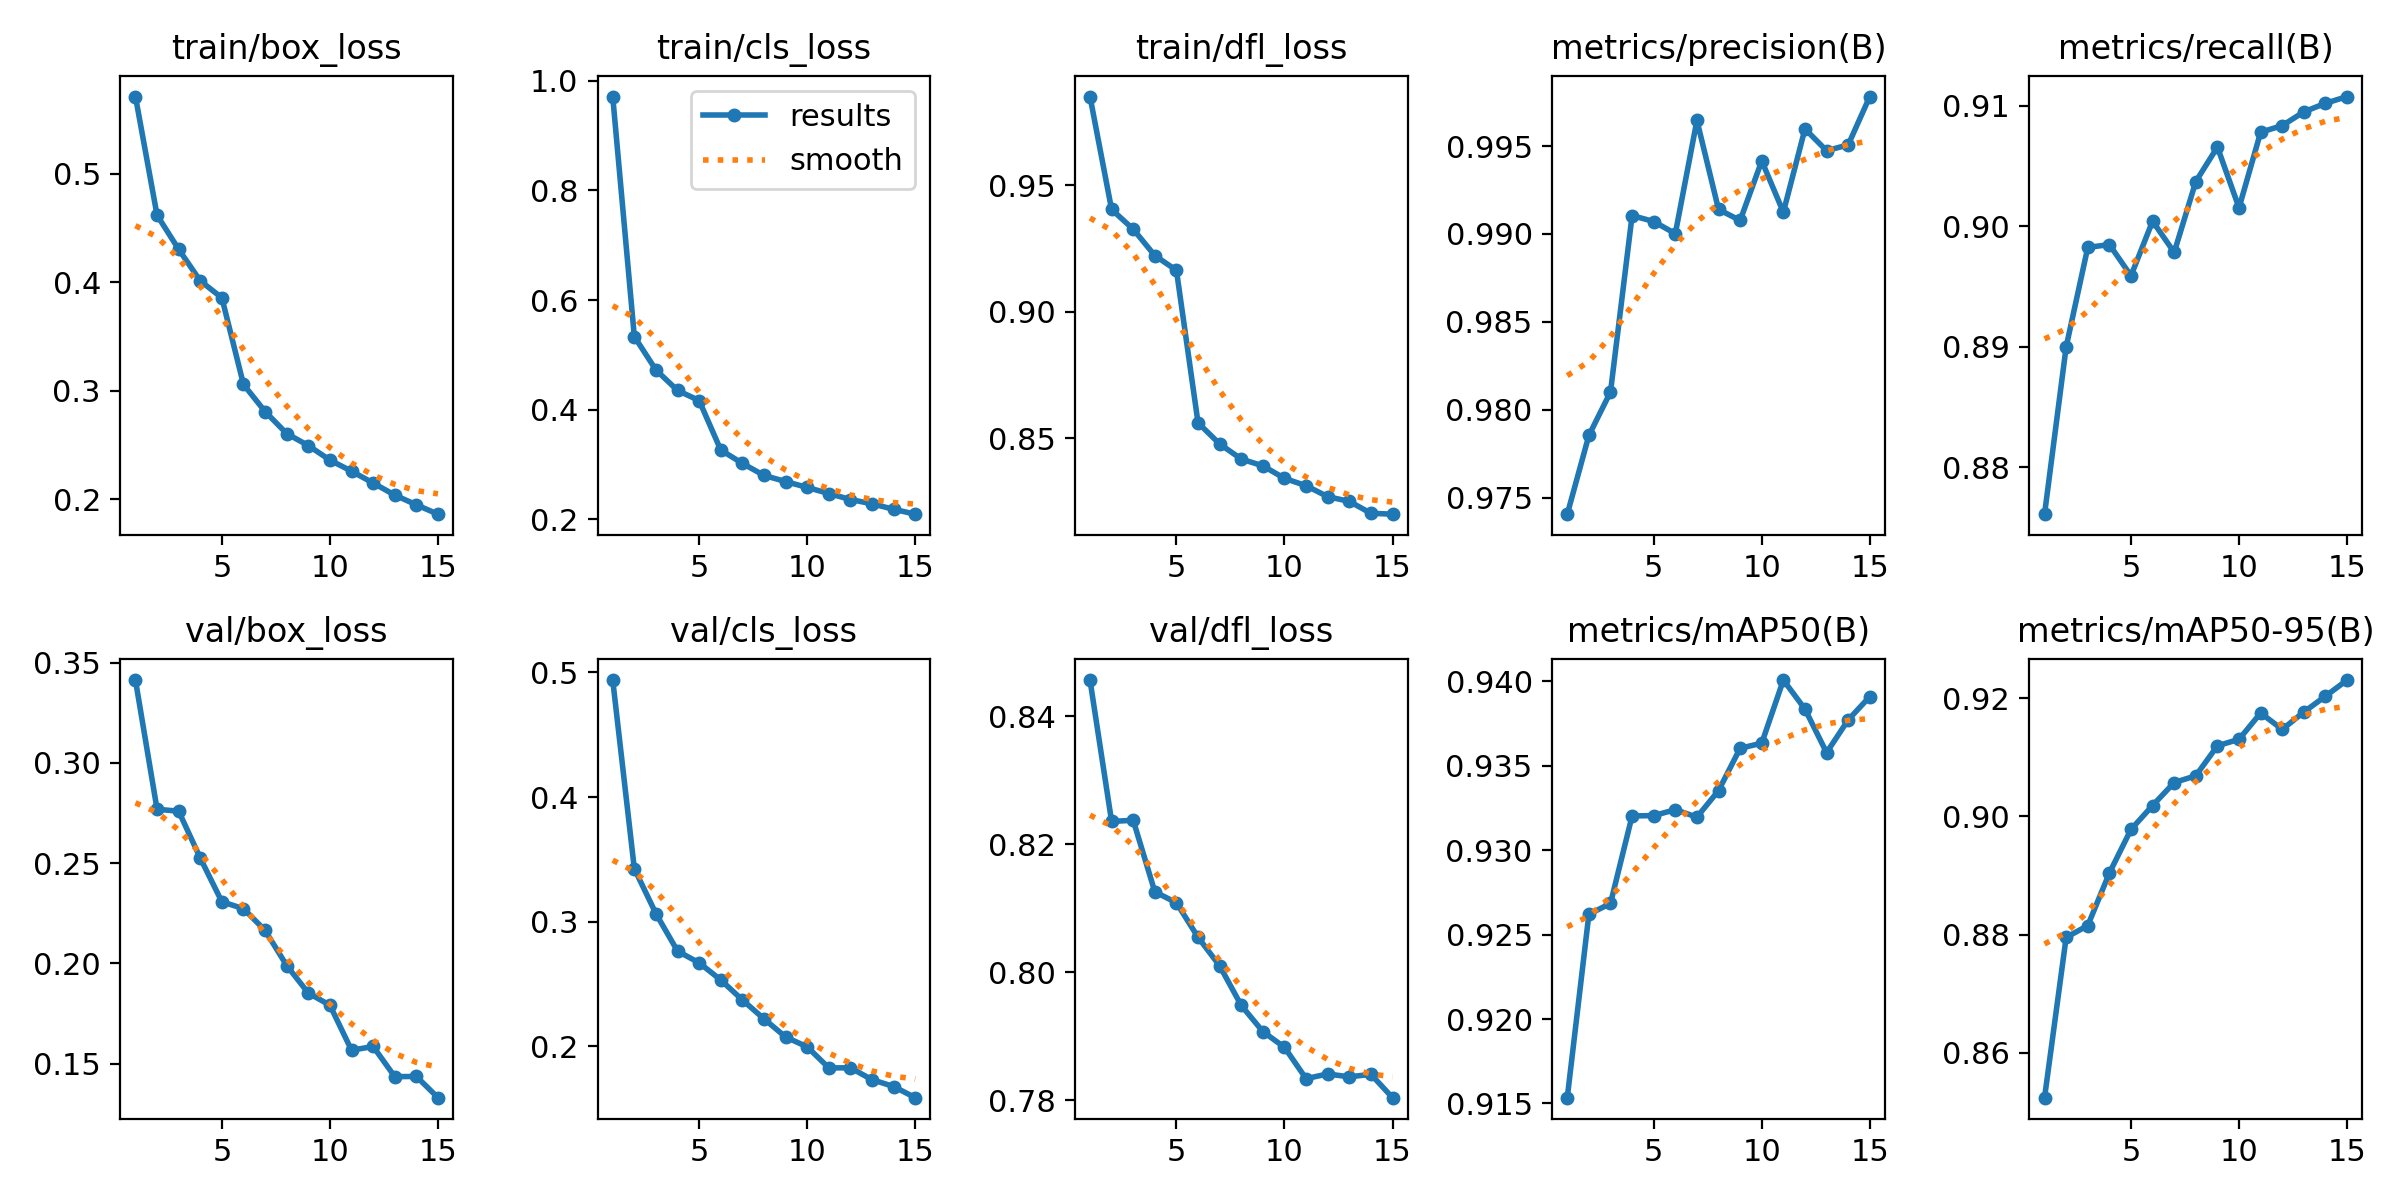 train/box_loss
0.5
0.4
0.3
0.2
5 10 15
train/cls_loss
1.0
0.8
0.6
0.4
0.2
results
smooth
5 10 15
train/dfl_loss
0.95
0.90
0.85
5 10 15
metrics/precision(B)
0.995
0.990
0.985
0.980
0.975
5 10 15
metrics/recall(B)
0.91
0.90
0.89
0.88
5 10 15
val/box_loss
0.35
0.30
0.25
0.20
0.15
5 10 15
val/cls_loss
0.5
0.4
0.3
0.2
5 10 15
val/dfl_loss
0.84
0.82
0.80
0.78
5 10 15
metrics/mAP50(B)
0.940
0.935
0.930
0.925
0.920
0.915
5 10 15
metrics/mAP50-95(B)
0.92
0.90
0.88
0.86
5 10 15